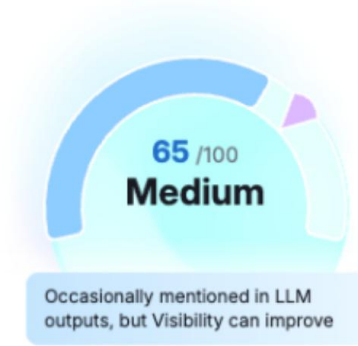 65 /100
Medium
Occasionally mentioned in LLM
outputs, but Visibility can improve